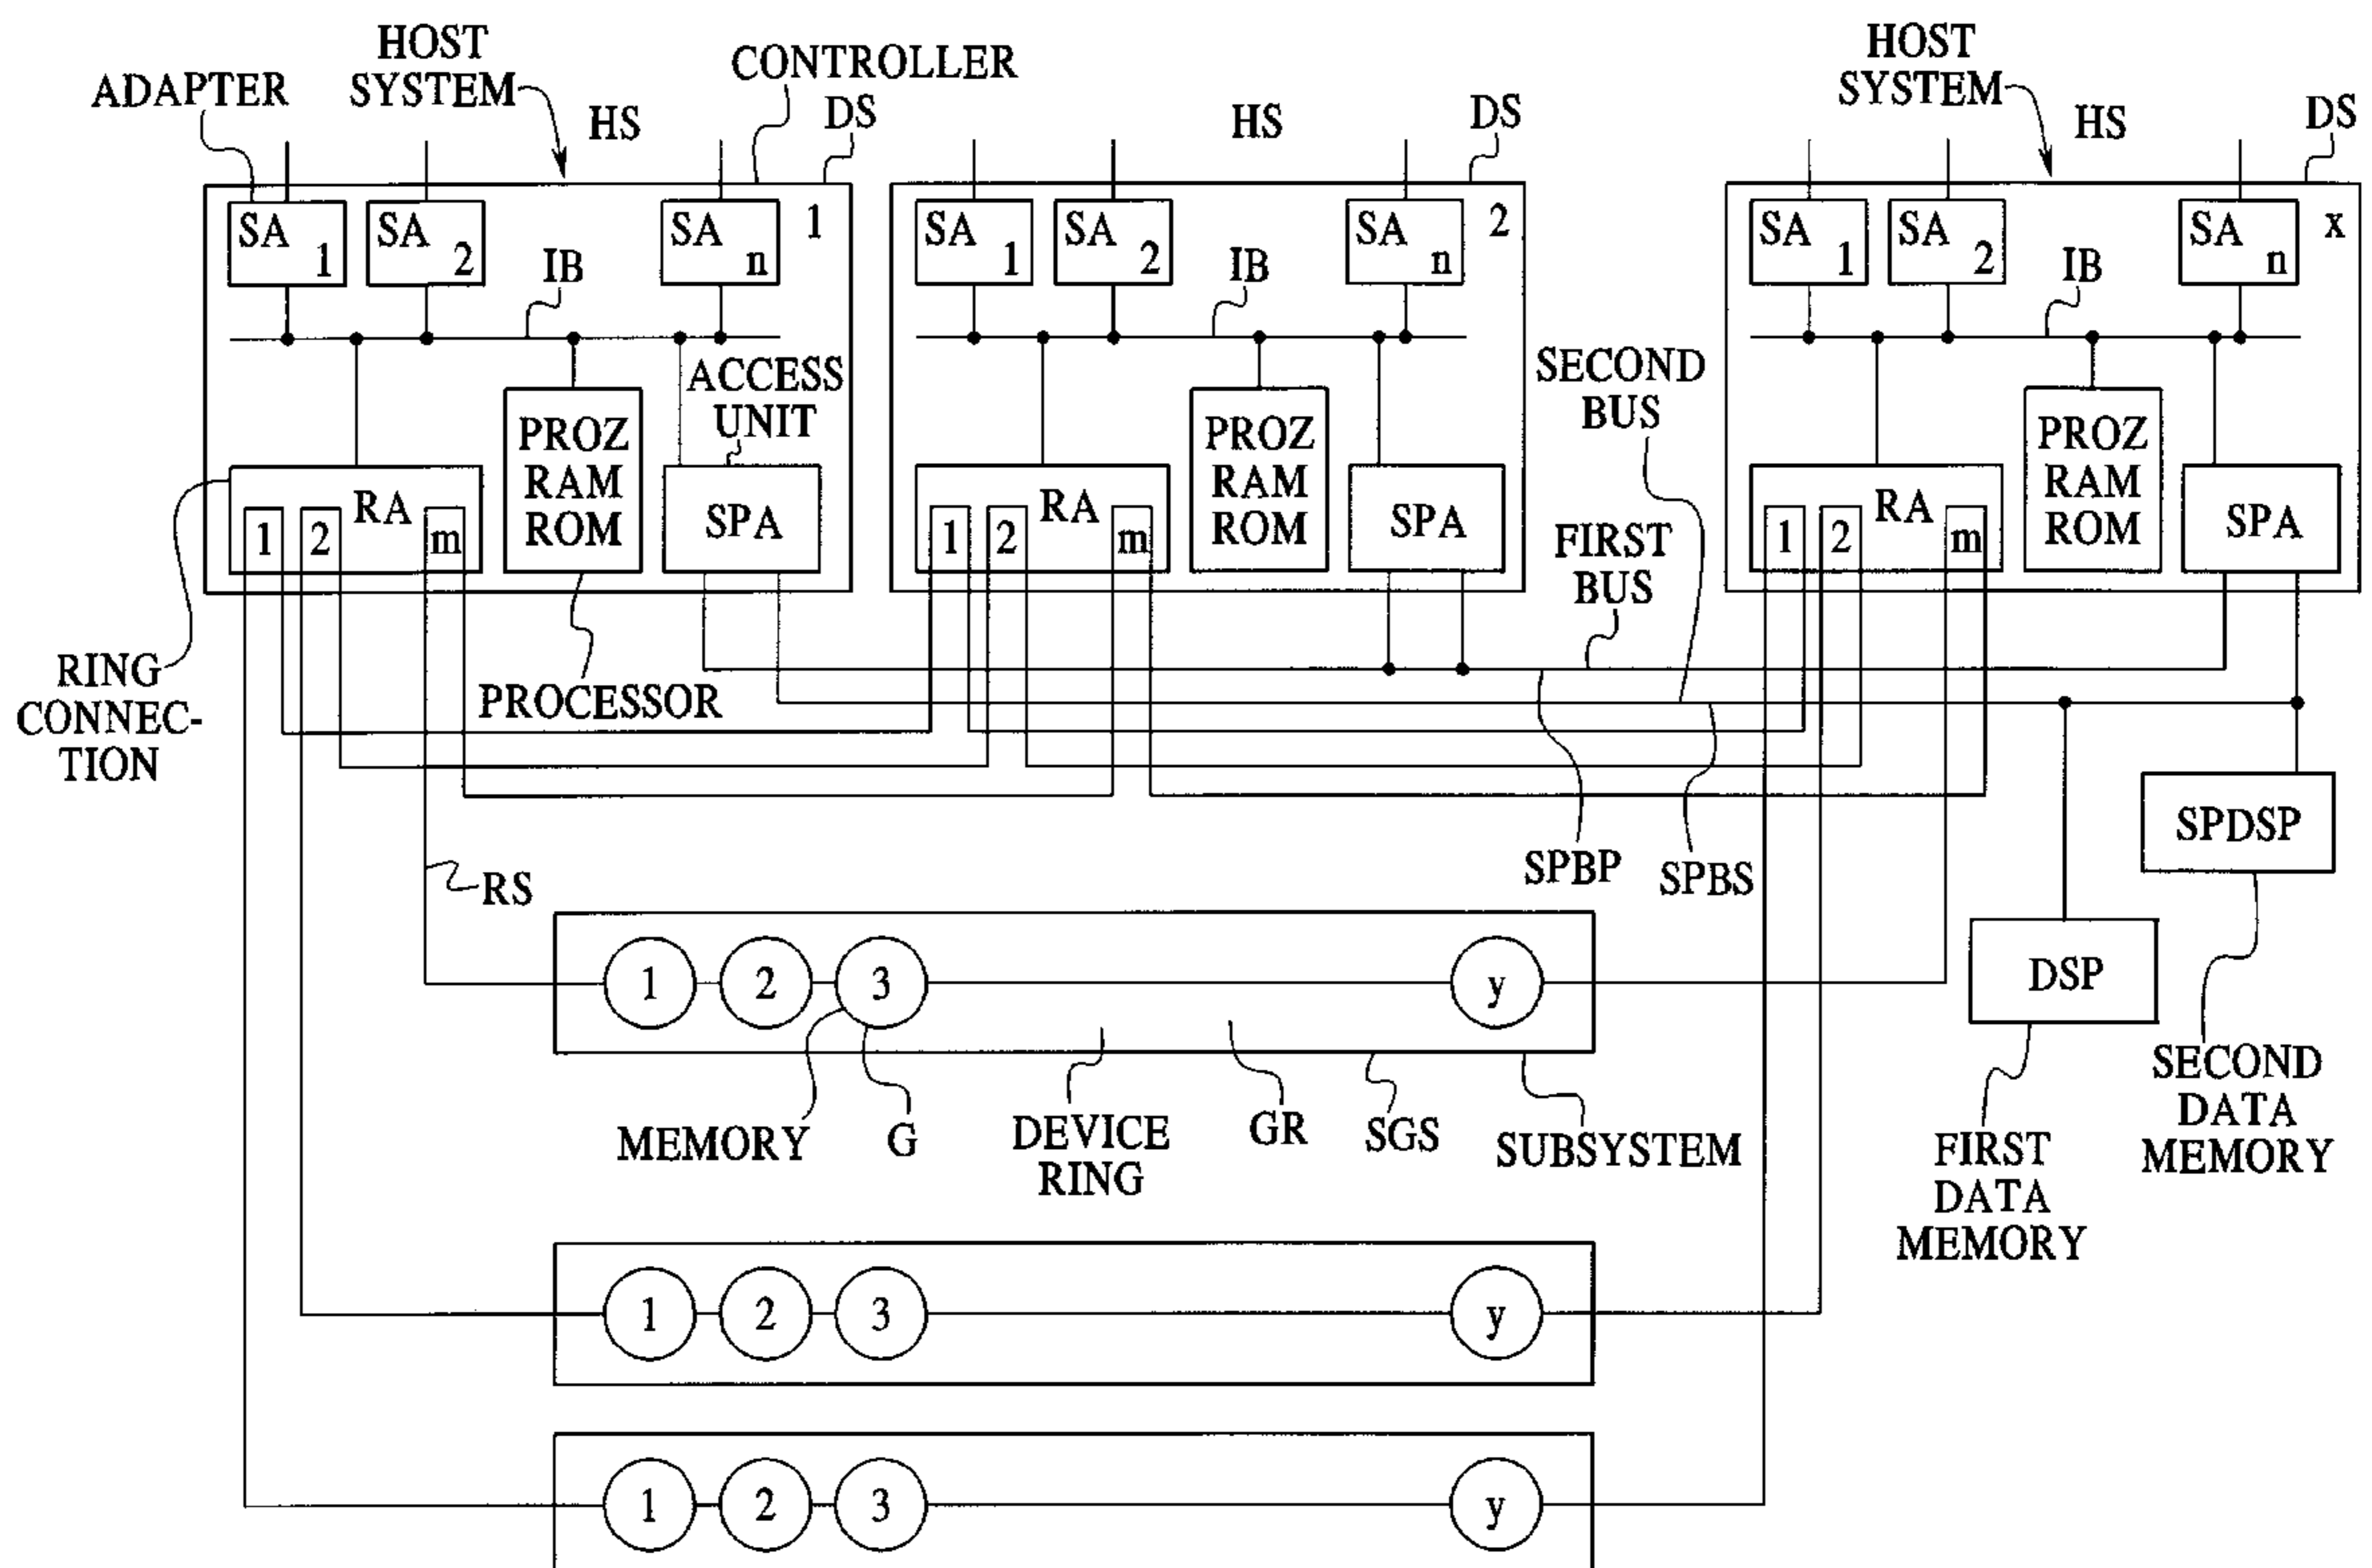 HOST
SYSTEM
HS
CONTROLLER
ADAPTER
DS
HS
DS
HOST
SYSTEM
HS
DS
SA 1
SA 2
SA n
1
IB
ACCESS
UNIT
PROZ
RAM
ROM
RA
1
2
m
SPA
SA 1
SA 2
SA n
2
IB
PROZ
RAM
ROM
RA
1
2
m
SPA
SECOND
BUS
FIRST
BUS
SA 1
SA 2
SA n
x
IB
PROZ
RAM
ROM
RA
1
2
m
SPA
RING
CONNEC-
TION
PROCESSOR
SPBP
SPBS
SPDSP
RS
DSP
1
2
3
y
MEMORY
G
DEVICE
RING
GR
SGS
SUBSYSTEM
FIRST
DATA
MEMORY
SECOND
DATA
MEMORY
1
2
3
y
1
2
3
y